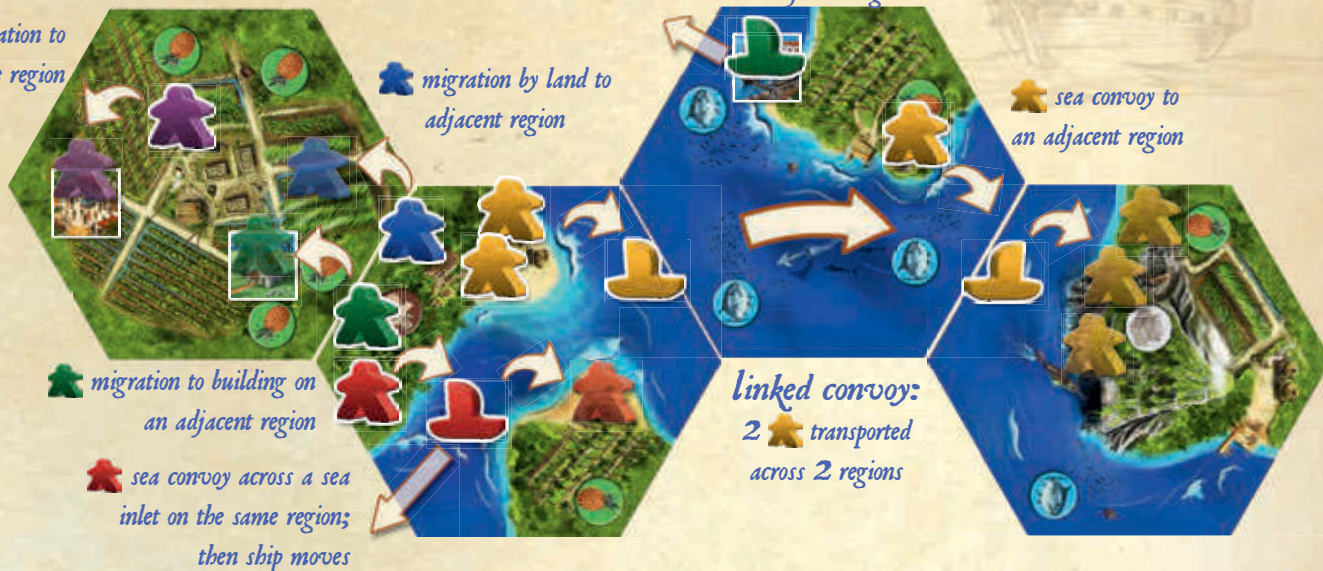 to
region
migration by land to
adjacent region
sea convoy to
an adjacent region
migration to building on
an adjacent region
sea convoy across a sea
inlet on the same region;
then ship moves
linked convoy:
2 transported
across 2 regions